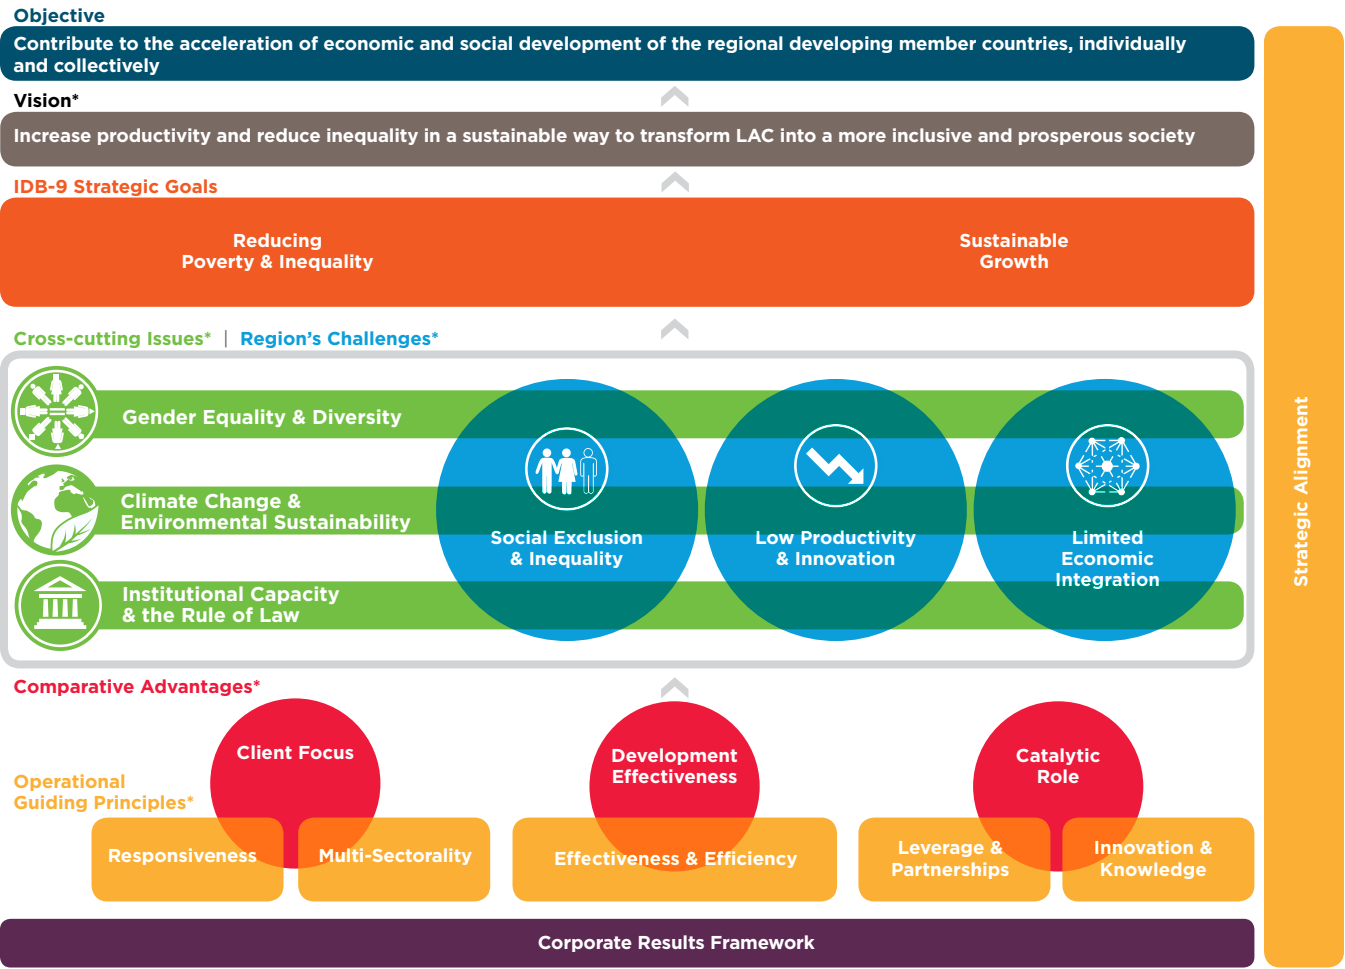 Objective
Contribute to the acceleration of economic and social development of the regional developing member countries, individually
and collectively
Vision*
Increase productivity and reduce inequality in a sustainable way to transform LAC into a more inclusive and prosperous society
IDB-9 Strategic Goals
Reducing
Poverty & Inequality
Sustainable
Growth
Cross-cutting Issues* | Region’s Challenges*
Gender Equality & Diversity
Climate Change &
Environmental Sustainability
Institutional Capacity
& the Rule of Law
Social Exclusion
& Inequality
Low Productivity
& Innovation
Limited
Economic
Integration
Comparative Advantages*
Client Focus
Development
Effectiveness
Catalytic
Role
Operational
Guiding Principles*
Responsiveness
Multi-Sectorality
Effectiveness & Efficiency
Leverage &
Partnerships
Innovation &
Knowledge
Corporate Results Framework
Strategic Alignment